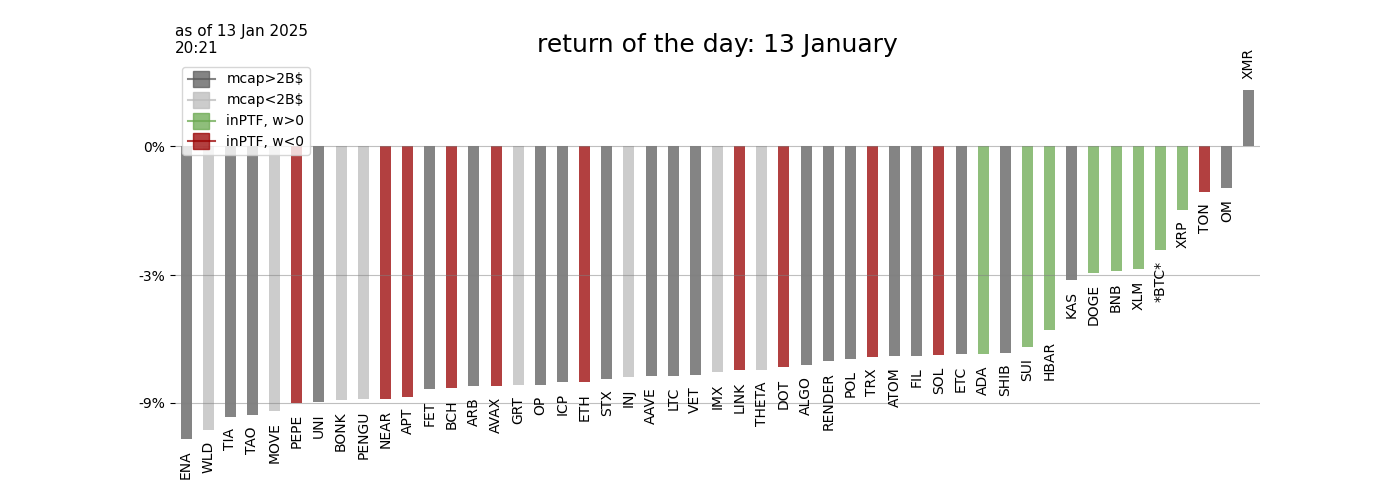 as of 13 Jan 2025
20:21
return of the day: 13 January
mcap>2B$
mcap<2B$
inPTF, w>0
inPTF, w<0
0%
-3%
-9%
ENA
WLD
TIA
TAO
MOVE
PEPE
UNI
BONK
PENGU
NEAR
APT
FET
BCH
ARB
AVAX
GRT
OP
ICP
ETH
STX
INJ
AAVE
LTC
VET
IMX
LINK
THETA
DOT
ALGO
RENDER
POL
TRX
ATOM
FIL
SOL
ETC
ADA
SHIB
SUI
HBAR
KAS
DOGE
BNB
XLM
*BTC*
XRP
TON
OM
XMR